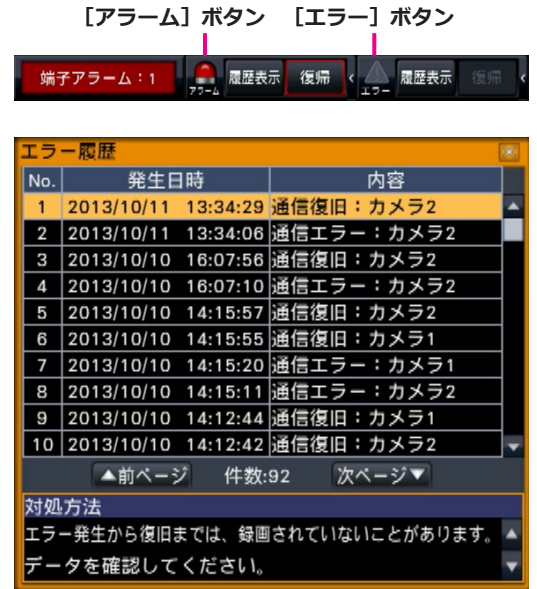 ［アラーム］ボタン ［エラー］ボタン
端子アラーム：1 アラーム 履歴表示 復帰 ‹ エラー 履歴表示 復帰 ‹
エラー履歴
No. 発生日時 内容
1 2013/10/11 13:34:29 通信復旧：カメラ2
2 2013/10/11 13:34:06 通信エラー：カメラ2
3 2013/10/10 16:07:56 通信復旧：カメラ2
4 2013/10/10 16:07:10 通信エラー：カメラ2
5 2013/10/10 14:15:57 通信復旧：カメラ2
6 2013/10/10 14:15:55 通信復旧：カメラ1
7 2013/10/10 14:15:20 通信エラー：カメラ1
8 2013/10/10 14:15:11 通信エラー：カメラ2
9 2013/10/10 14:12:44 通信復旧：カメラ1
10 2013/10/10 14:12:42 通信復旧：カメラ2
▲前ページ 件数:92 次ページ▼
対処方法
エラー発生から復旧までは、録画されていないことがあります。
データを確認してください。